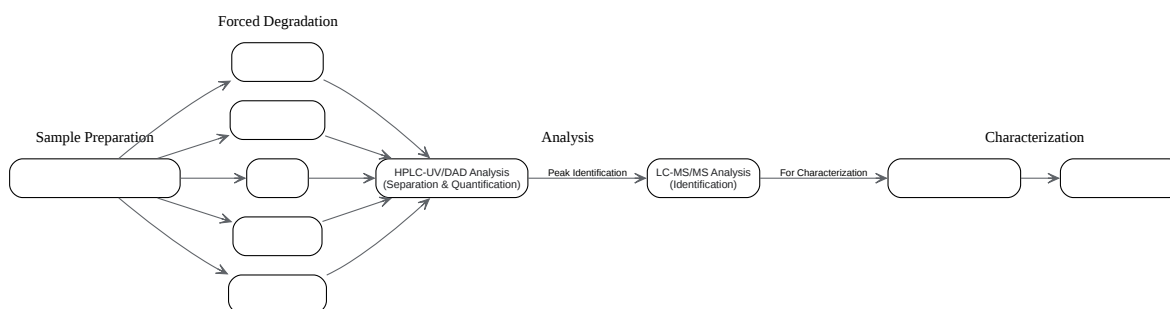 Forced Degradation
Sample Preparation
Analysis
Characterization
HPLC-UV/DAD Analysis
(Separation & Quantification)
Peak Identification
LC-MS/MS Analysis
(Identification)
For Characterization